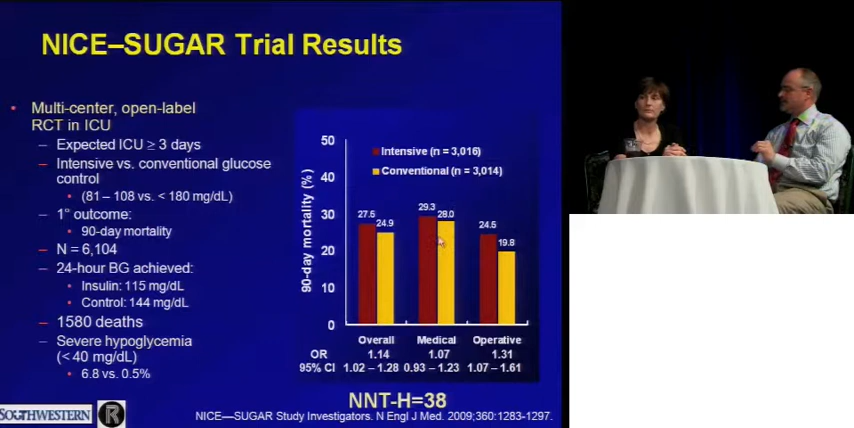 NICE–SUGAR Trial Results
• Multi-center, open-label
RCT in ICU
– Expected ICU ≥ 3 days
– Intensive vs. conventional glucose
control
• (81 – 108 vs. < 180 mg/dL)
– 1° outcome:
• 90-day mortality
– N = 6,104
– 24-hour BG achieved:
• Insulin: 115 mg/dL
• Control: 144 mg/dL
– 1580 deaths
– Severe hypoglycemia
(< 40 mg/dL)
• 6.8 vs. 0.5%
90-day mortality (%)
50
40
30
20
10
0
Intensive (n = 3,016)
Conventional (n = 3,014)
27.5 24.9 29.3 28.0 24.5 19.8
Overall Medical Operative
OR 1.14 1.07 1.31
95% CI 1.02 – 1.28 0.93 – 1.23 1.07 – 1.61
NNT-H=38
SOUTHWESTERN R
NICE–SUGAR Study Investigators. N Engl J Med. 2009;360:1283-1297.